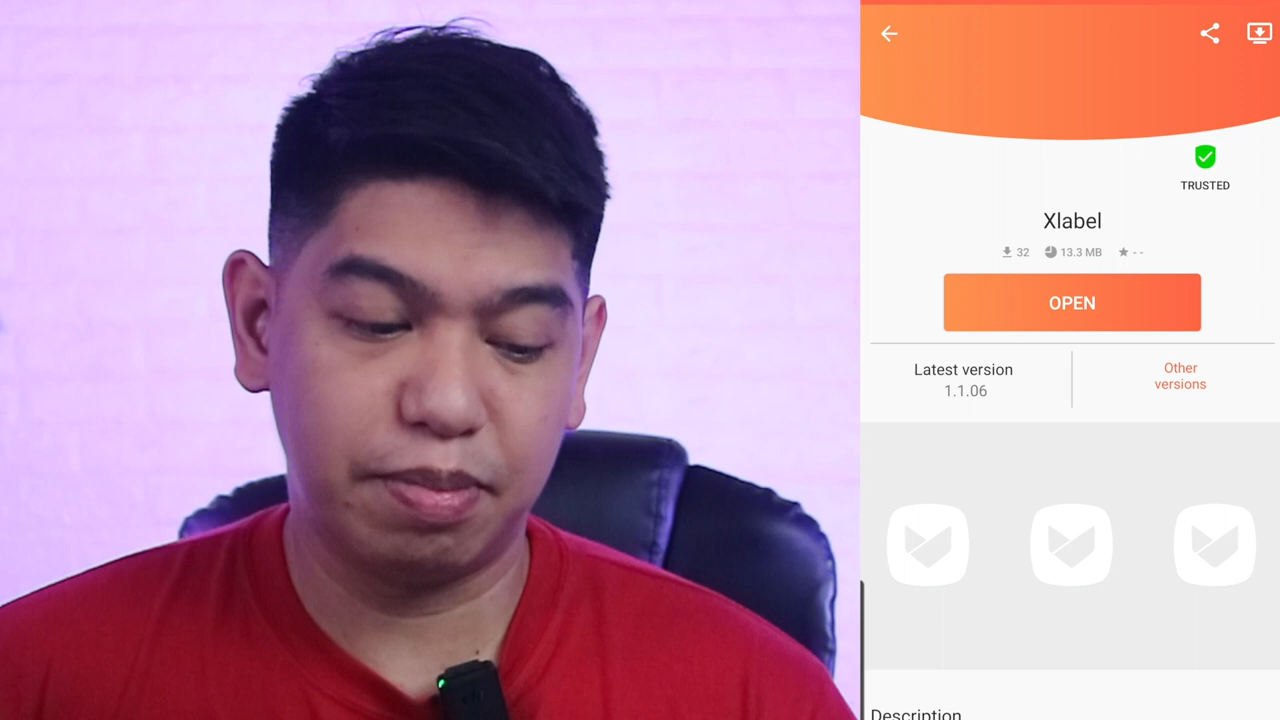 TRUSTED
Xlabel
32 13.3 MB - -
OPEN
Latest version
1.1.06
Other
versions
Description